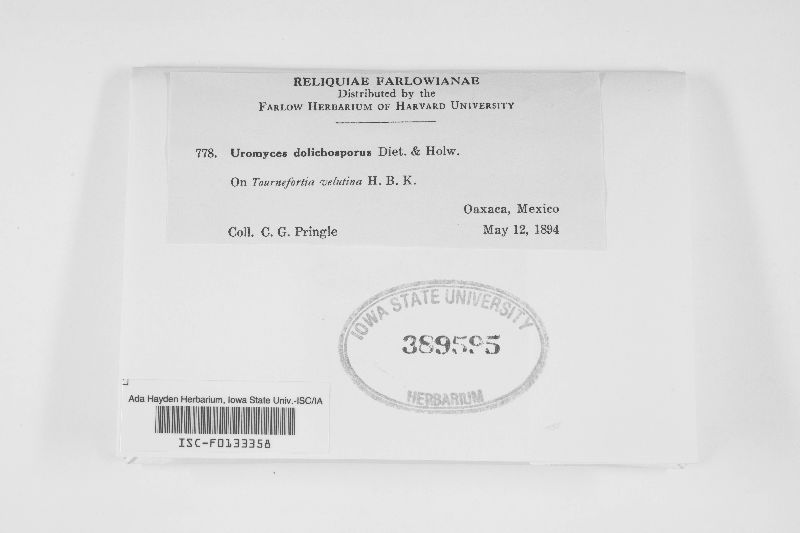 RELIQUIAE FARLOWIANAE
Distributed by the
FARLOW HERBARIUM OF HARVARD UNIVERSITY
778. Uromyces dolichosporus Diet. & Holw.
On Tournefortia velutina H. B. K.
Oaxaca, Mexico
Coll. C. G. Pringle May 12, 1894
IOWA STATE UNIVERSITY
389595
HERBARIUM
Ada Hayden Herbarium, Iowa State Univ.-ISC/IA
ISC-F0133358